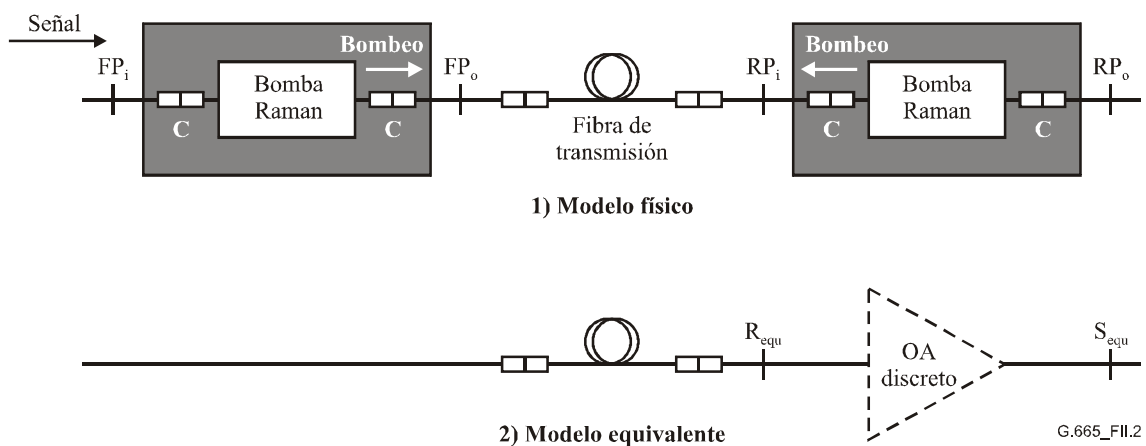 Señal
Bombeo
Bombeo
FPi
FPo
RPi
RPo
Bomba
Raman
Bomba
Raman
C
C
C
C
Fibra de
transmisión
1) Modelo físico
Requ
Sequ
OA
discreto
2) Modelo equivalente
G.665_FII.2